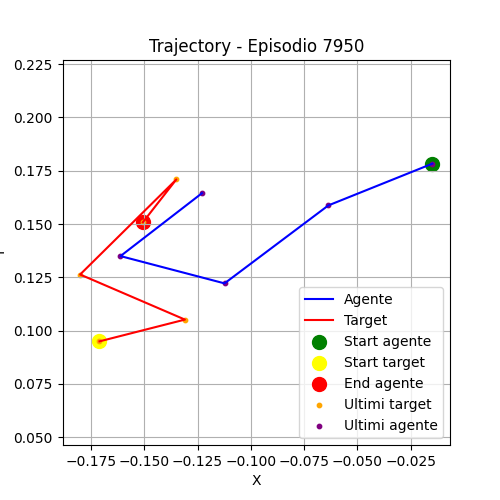 Trajectory - Episodio 7950
0.225
0.200
0.175
0.150
0.125
0.100
0.075
0.050
Agente
Target
Start agente
Start target
End agente
Ultimi target
Ultimi agente
−0.175 −0.150 −0.125 −0.100 −0.075 −0.050 −0.025
X